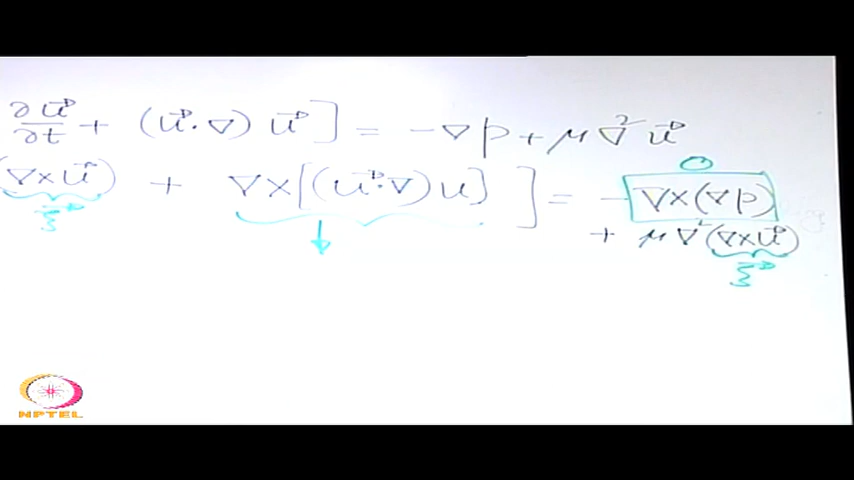 ∂u⃗/∂t + (u⃗·∇) u⃗ ] = -∇p + μ∇²u⃗
0
(∇×u⃗) + ∇×[(u⃗·∇)u] ] = -∇×(∇p)
+ μ∇²(∇×u⃗)
ξ⃗
ξ⃗
NPTEL